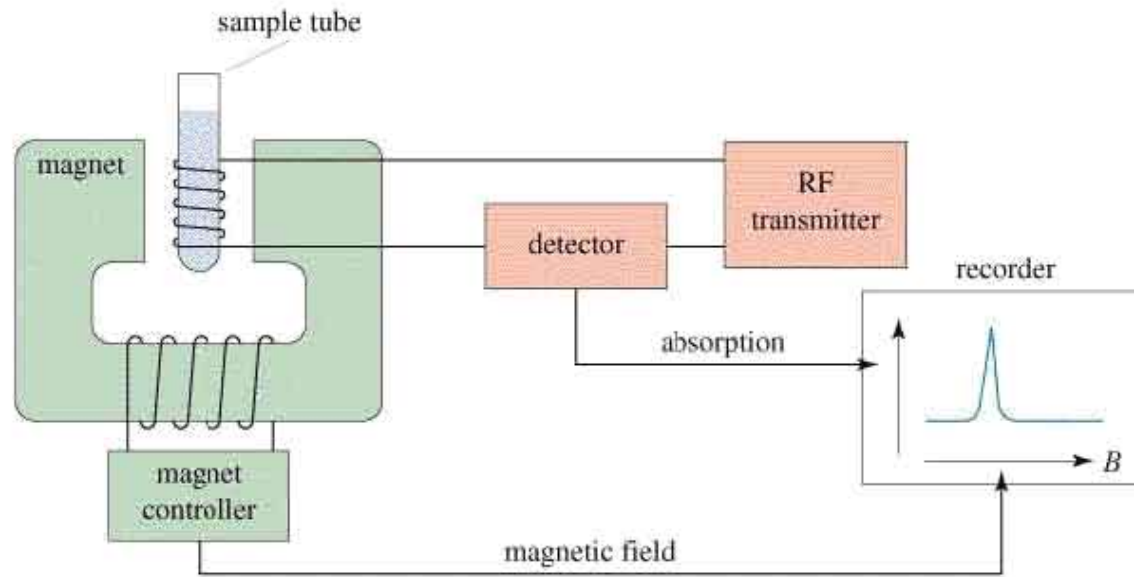 sample tube
magnet
RF
transmitter
detector
recorder
absorption
B
magnet
controller
magnetic field